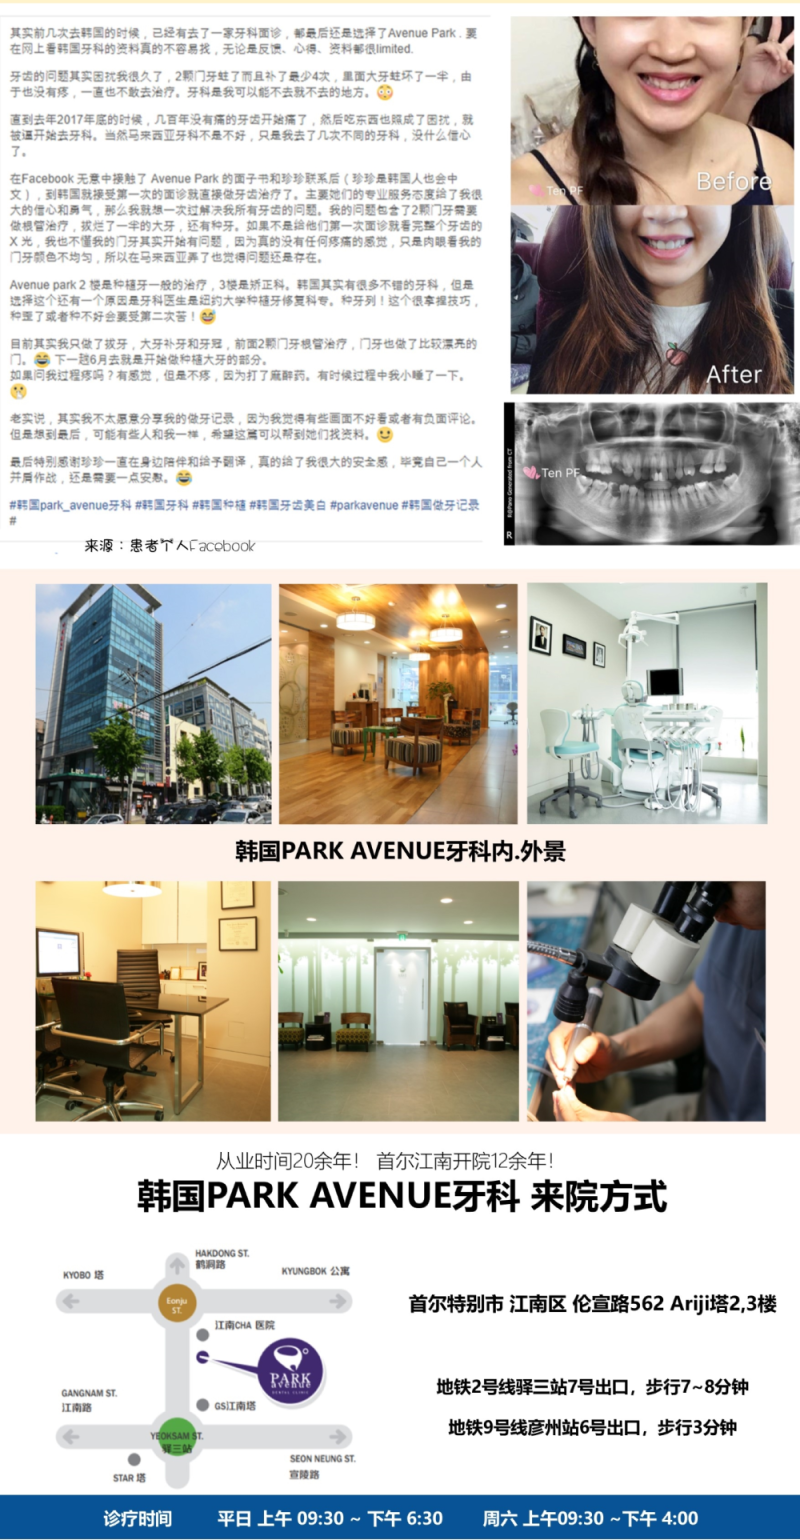 其实前几次去韩国的时候，已经有去了一家牙科面诊，都最后还是选择了Avenue Park . 要
在网上看韩国牙科的资料真的不容易找，无论是反馈、心得、资料都很limited.
牙齿的问题其实困扰我很久了，2颗门牙蛀了而且补了最少4次，里面大牙蛀坏了一半，由
于也没有疼，一直也不敢去治疗。牙科是我可以能不去就不去的地方。😳
直到去年2017年底的时候，几百年没有痛的牙齿开始痛了，然后吃东西也照成了困扰，就
被逼开始去牙科。当然马来西亚牙科不是不好，只是我去了几次不同的牙科，没什么信心
了。
在Facebook 无意中接触了 Avenue Park 的面子书和珍珍联系后（珍珍是韩国人也会中
文），到韩国就接受第一次的面诊就直接做牙齿治疗了。主要她们的专业服务态度给了我很
大的信心和勇气，那么我就想一次过解决我所有牙齿的问题。我的问题包含了2颗门牙需要
做根管治疗，拔烂了一半的大牙，还有种牙。如果不是给他们第一次面诊就看完整个牙齿的
X 光，我也不懂我的门牙其实开始有问题，因为真的没有任何疼痛的感觉，只是肉眼看我的
门牙颜色不均匀，所以在马来西亚弄了也觉得问题还是存在。
Avenue park 2 楼是种植牙一般的治疗，3楼是矫正科。韩国其实有很多不错的牙科，但是
选择这个还有一个原因是牙科医生是纽约大学种植牙修复科专。种牙列！这个很拿捏技巧，
种歪了或者种不好会要受第二次苦！😅
目前其实我只做了拔牙，大牙补牙和牙冠，前面2颗门牙根管治疗，门牙也做了比较漂亮的
门。😂 下一趟6月去就是开始做种植大牙的部分。
如果问我过程疼吗？有感觉，但是不疼，因为打了麻醉药。有时候过程中我小睡了一下。
🤫
老实说，其实我不太愿意分享我的做牙记录，因为我觉得有些画面不好看或者有负面评论。
但是想到最后，可能有些人和我一样，希望这篇可以帮到她们找资料。🙂
最后特别感谢珍珍一直在身边陪伴和给予翻译，真的给了我很大的安全感，毕竟自己一个人
并肩作战，还是需要一点安慰。😂
#韩国park_avenue牙科 #韩国牙科 #韩国种植 #韩国牙齿美白 #parkavenue #韩国做牙记录
#
来源：患者个人Facebook
Ten PF
Before
After
Ten PF
R
韩国PARK AVENUE牙科内.外景
从业时间20余年！ 首尔江南开院12余年！
韩国PARK AVENUE牙科 来院方式
HAKDONG ST.
鹤洞路
KYOBO 塔
KYUNGBOK 公寓
Eonju
ST.
江南CHA 医院
PARK
avenue
DENTAL CLINIC
GANGNAM ST.
江南路
GS江南塔
YEOKSAM ST.
驿三站
SEON NEUNG ST.
宣陵路
STAR 塔
首尔特别市 江南区 伦宣路562 Ariji塔2,3楼
地铁2号线驿三站7号出口，步行7~8分钟
地铁9号线彦州站6号出口，步行3分钟
诊疗时间 平日 上午 09:30 ~ 下午 6:30 周六 上午09:30 ~下午 4:00